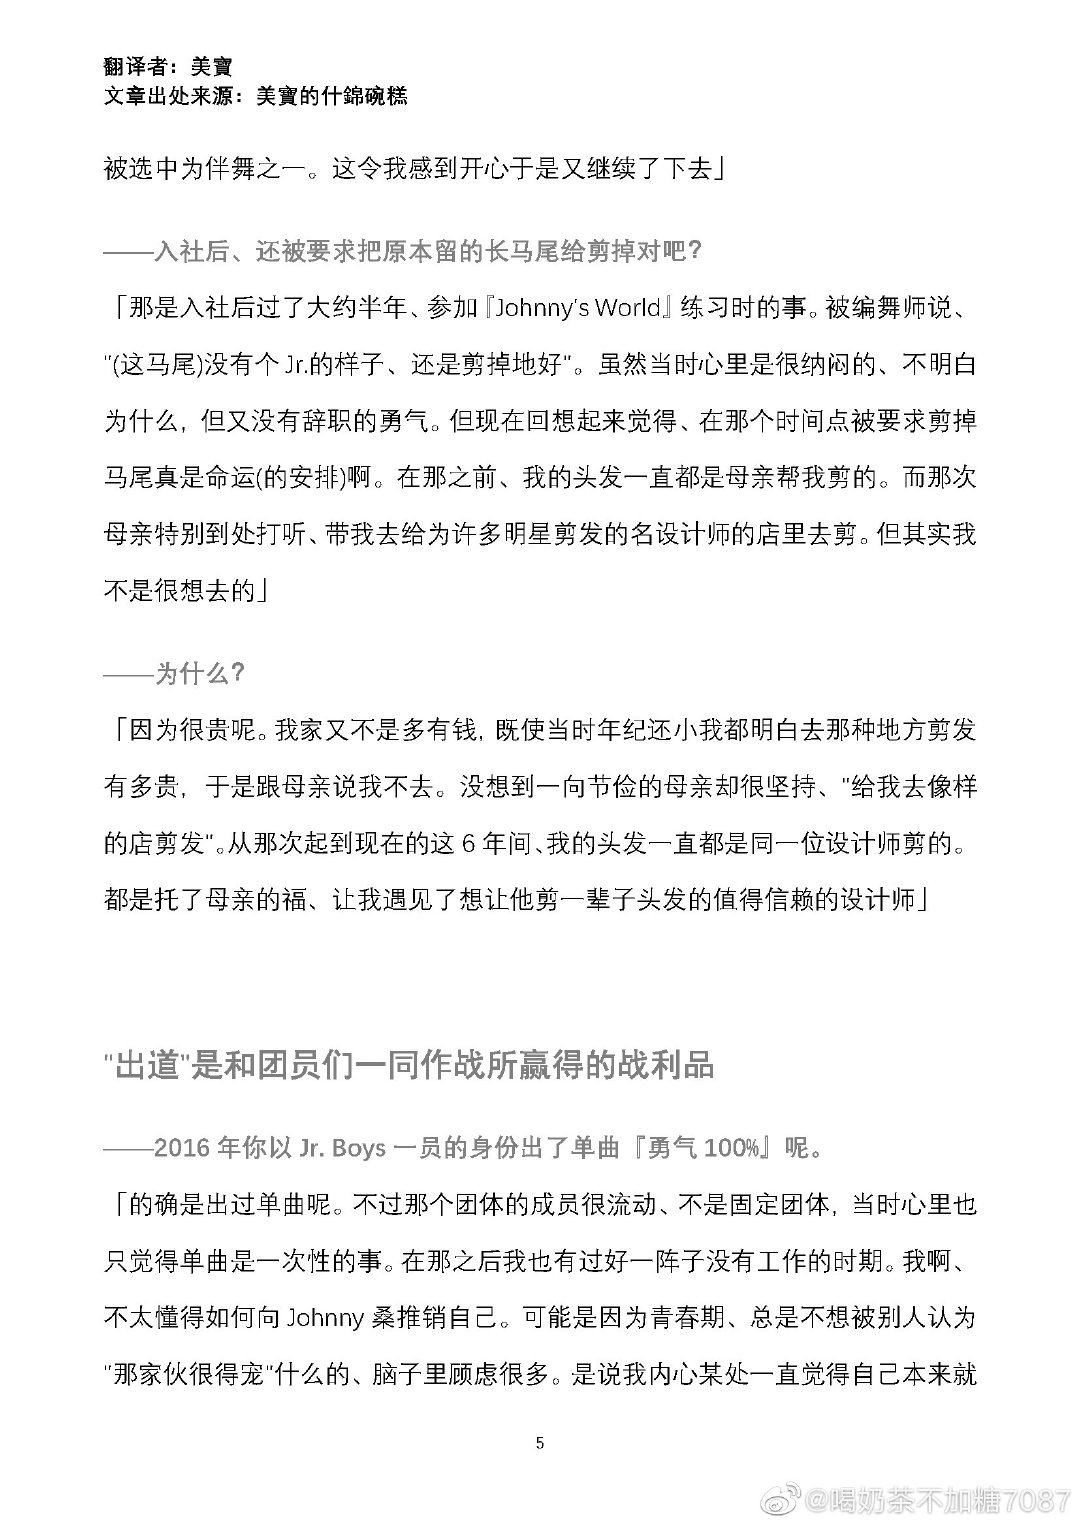 翻译者：美寶
文章出处来源：美寶的什錦碗糕
被选中为伴舞之一。这令我感到开心于是又继续了下去」
——入社后、还被要求把原本留的长马尾给剪掉对吧？
「那是入社后过了大约半年、参加『Johnny's World』练习时的事。被编舞师说、
"(这马尾)没有个 Jr.的样子、还是剪掉地好"。虽然当时心里是很纳闷的、不明白
为什么，但又没有辞职的勇气。但现在回想起来觉得、在那个时间点被要求剪掉
马尾真是命运(的安排)啊。在那之前、我的头发一直都是母亲帮我剪的。而那次
母亲特别到处打听、带我去给为许多明星剪发的名设计师的店里去剪。但其实我
不是很想去的」
——为什么？
「因为很贵呢。我家又不是多有钱，既使当时年纪还小我都明白去那种地方剪发
有多贵，于是跟母亲说我不去。没想到一向节俭的母亲却很坚持、"给我去像样
的店剪发"。从那次起到现在的这 6 年间、我的头发一直都是同一位设计师剪的。
都是托了母亲的福、让我遇见了想让他剪一辈子头发的值得信赖的设计师」
"出道"是和团员们一同作战所赢得的战利品
——2016 年你以 Jr. Boys 一员的身份出了单曲『勇气 100%』呢。
「的确是出过单曲呢。不过那个团体的成员很流动、不是固定团体，当时心里也
只觉得单曲是一次性的事。在那之后我也有过好一阵子没有工作的时期。我啊、
不太懂得如何向 Johnny 桑推销自己。可能是因为青春期、总是不想被别人认为
"那家伙很得宠"什么的、脑子里顾虑很多。是说我内心某处一直觉得自己本来就
5
@喝奶茶不加糖7087